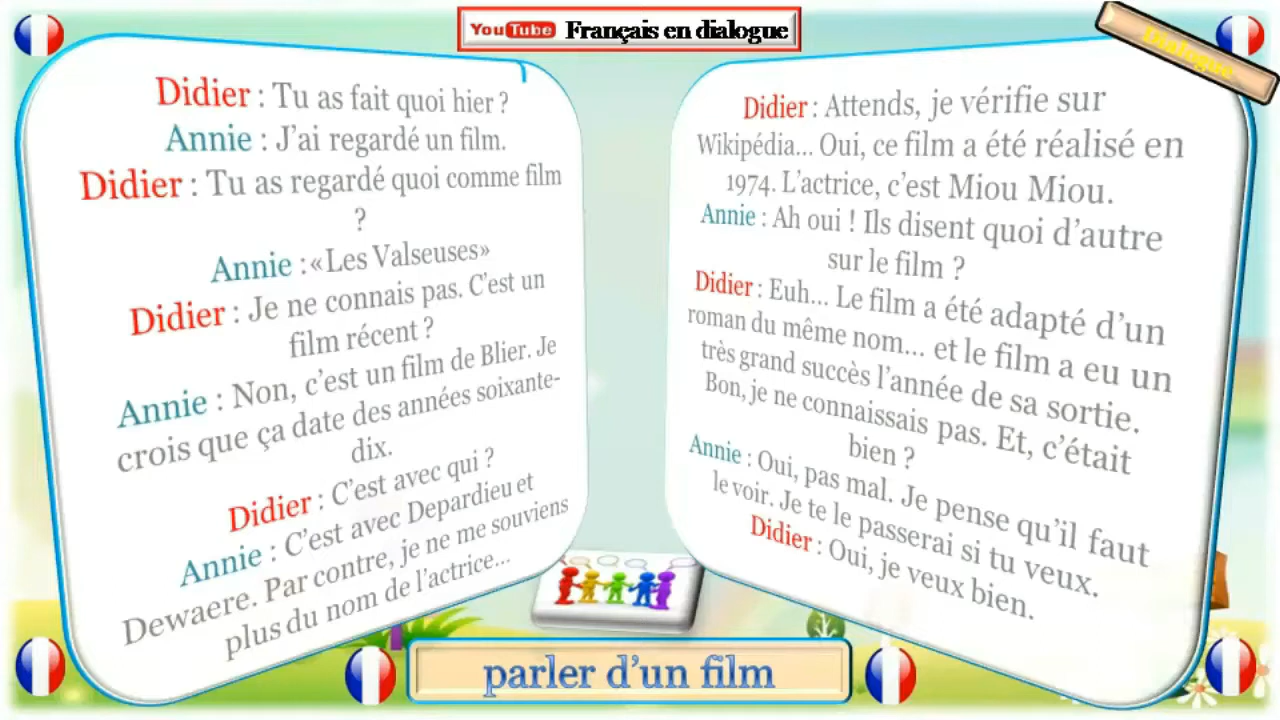 YouTube Français en dialogue
Dialogue
Didier : Tu as fait quoi hier ?
Annie : J'ai regardé un film.
Didier : Tu as regardé quoi comme film
?
Annie :«Les Valseuses»
Didier : Je ne connais pas. C'est un
film récent ?
Annie : Non, c'est un film de Blier. Je
crois que ça date des années soixante-
dix.
Didier : C'est avec qui ?
Annie : C'est avec Depardieu et
Dewaere. Par contre, je ne me souviens
plus du nom de l'actrice...
Didier : Attends, je vérifie sur
Wikipédia... Oui, ce film a été réalisé en
1974. L'actrice, c'est Miou Miou.
Annie : Ah oui ! Ils disent quoi d'autre
sur le film ?
Didier : Euh... Le film a été adapté d'un
roman du même nom... et le film a eu un
très grand succès l'année de sa sortie.
Bon, je ne connaissais pas. Et, c'était
bien ?
Annie : Oui, pas mal. Je pense qu'il faut
le voir. Je te le passerai si tu veux.
Didier : Oui, je veux bien.
parler d'un film